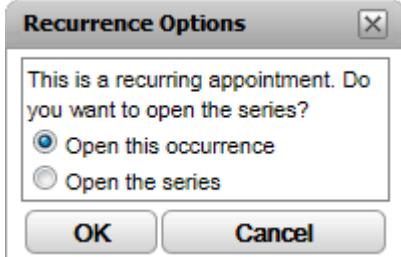 Recurrence Options
This is a recurring appointment. Do
you want to open the series?
Open this occurrence
Open the series
OK Cancel